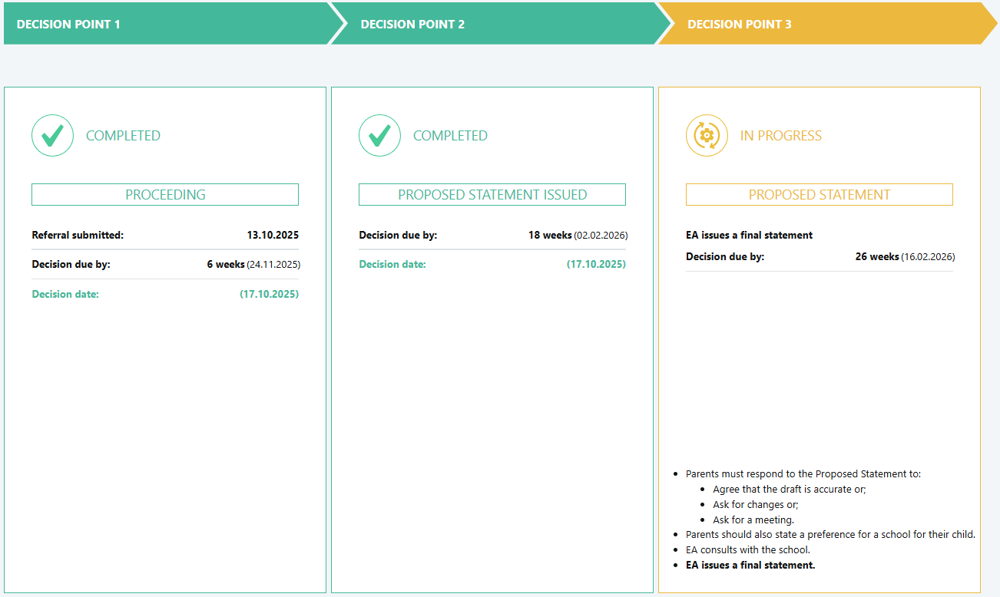 DECISION POINT 1
DECISION POINT 2
DECISION POINT 3
COMPLETED
PROCEEDING
Referral submitted: 13.10.2025
Decision due by: 6 weeks (24.11.2025)
Decision date: (17.10.2025)
COMPLETED
PROPOSED STATEMENT ISSUED
Decision due by: 18 weeks (02.02.2026)
Decision date: (17.10.2025)
IN PROGRESS
PROPOSED STATEMENT
EA issues a final statement
Decision due by: 26 weeks (16.02.2026)
• Parents must respond to the Proposed Statement to:
• Agree that the draft is accurate or;
• Ask for changes or;
• Ask for a meeting.
• Parents should also state a preference for a school for their child.
• EA consults with the school.
• EA issues a final statement.